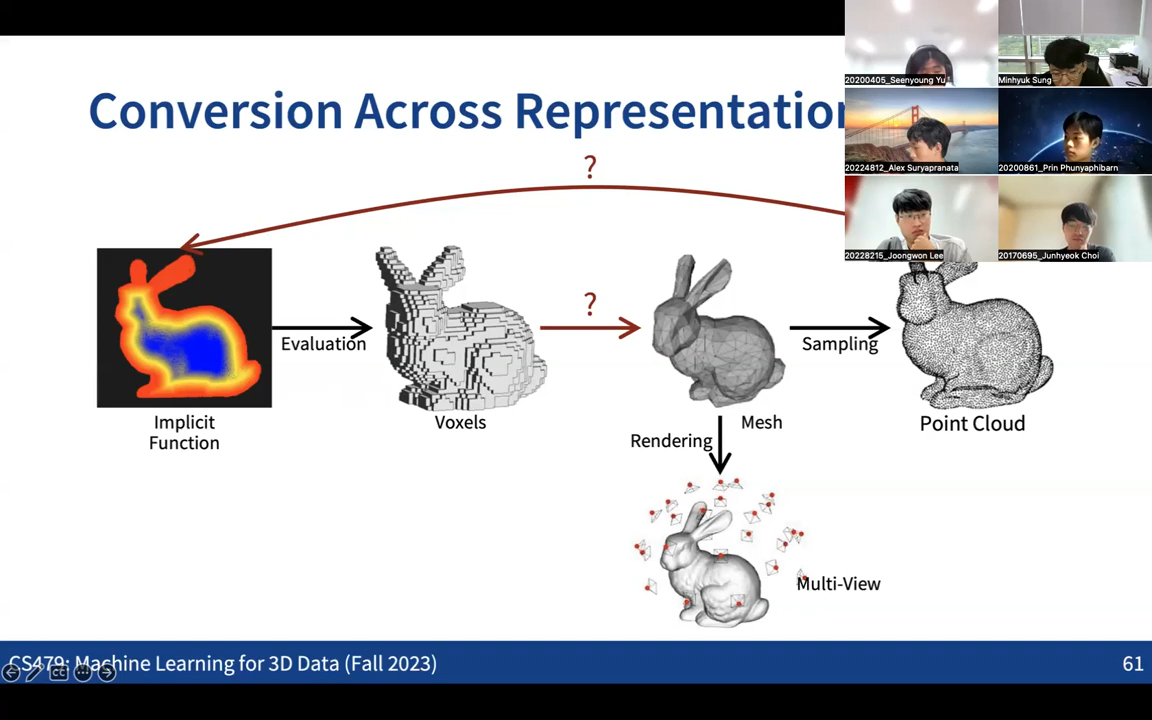 Conversion Across Representation
20200405_Seenyoung Yu
Minhyuk Sung
20224812_Alex Suryapranata
20200861_Prin Phunyaphibarn
20228215_Joongwon Lee
20170695_Junhyeok Choi
?
?
Evaluation
Sampling
Implicit
Function
Voxels
Mesh
Point Cloud
Rendering
Multi-View
CS479: Machine Learning for 3D Data (Fall 2023)
61